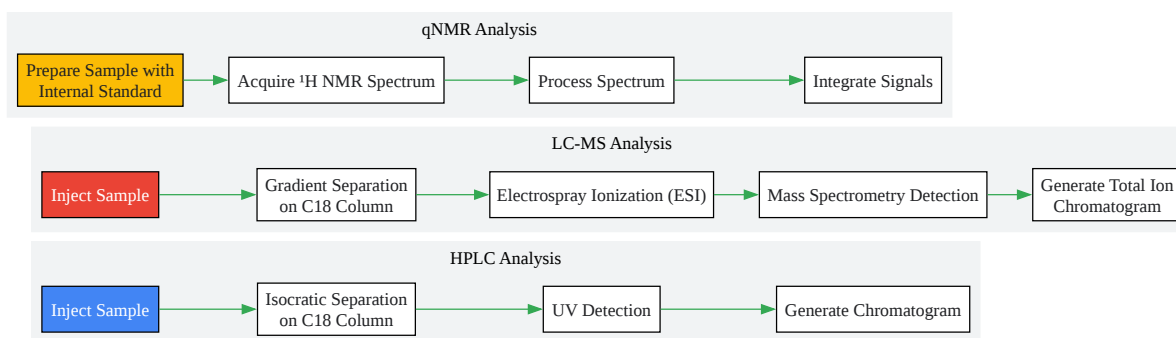 qNMR Analysis
Prepare Sample with
Internal Standard
Acquire ¹H NMR Spectrum
Process Spectrum
Integrate Signals
LC-MS Analysis
Inject Sample
Gradient Separation
on C18 Column
Electrospray Ionization (ESI)
Mass Spectrometry Detection
Generate Total Ion
Chromatogram
HPLC Analysis
Inject Sample
Isocratic Separation
on C18 Column
UV Detection
Generate Chromatogram